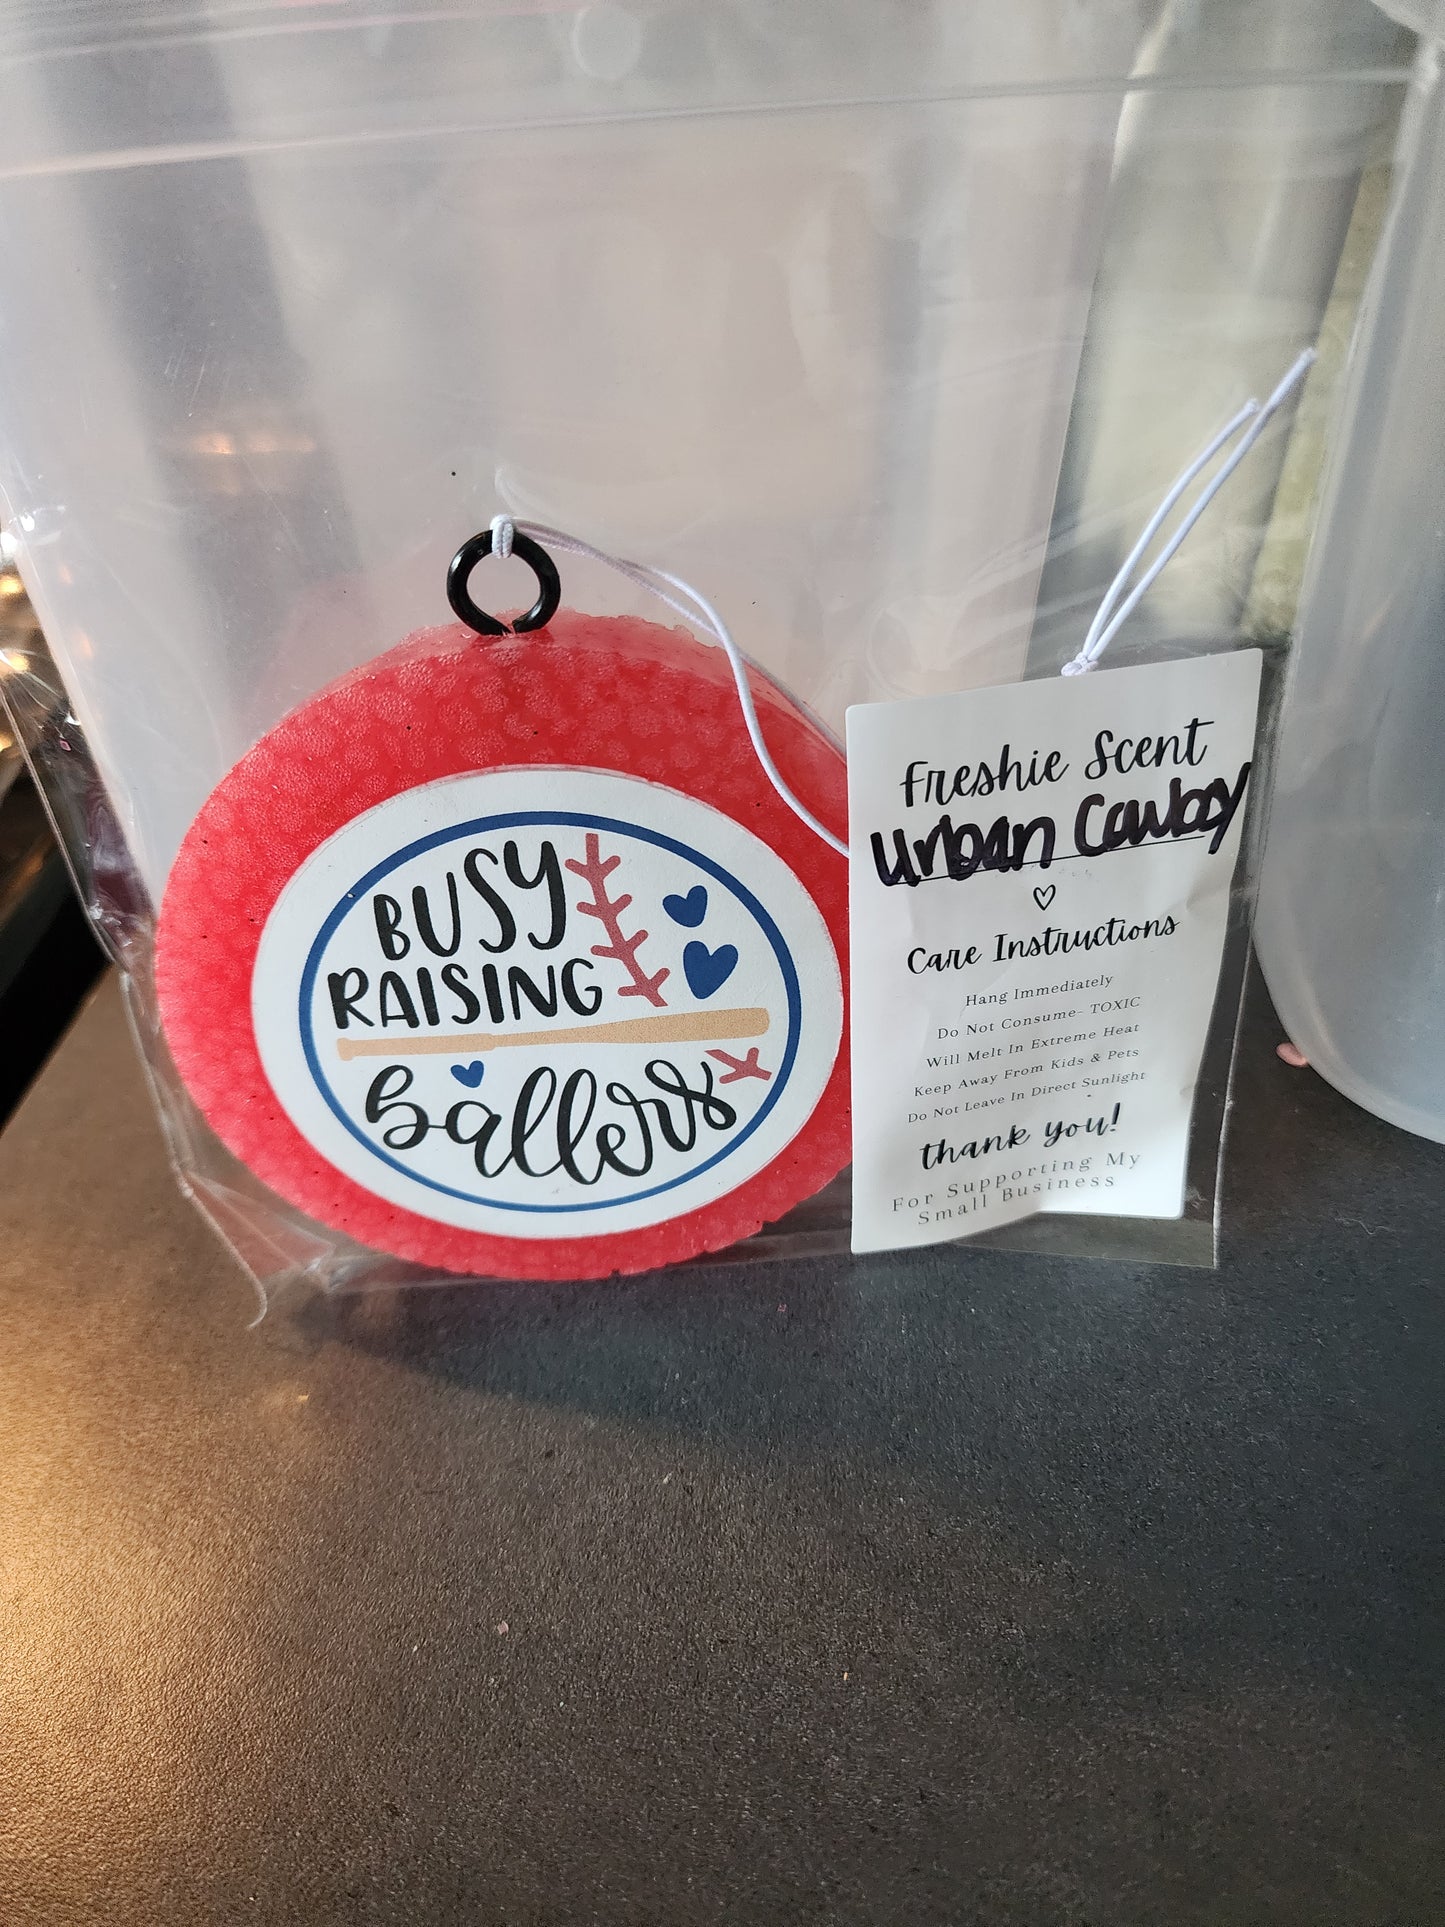 BUSY
RAISING
ballers
Freshie Scent
Urban Cowboy
Care Instructions
Hang Immediately
Do Not Consume- TOXIC
Will Melt In Extreme Heat
Keep Away From Kids & Pets
Do Not Leave In Direct Sunlight
thank you!
For Supporting My
Small Business